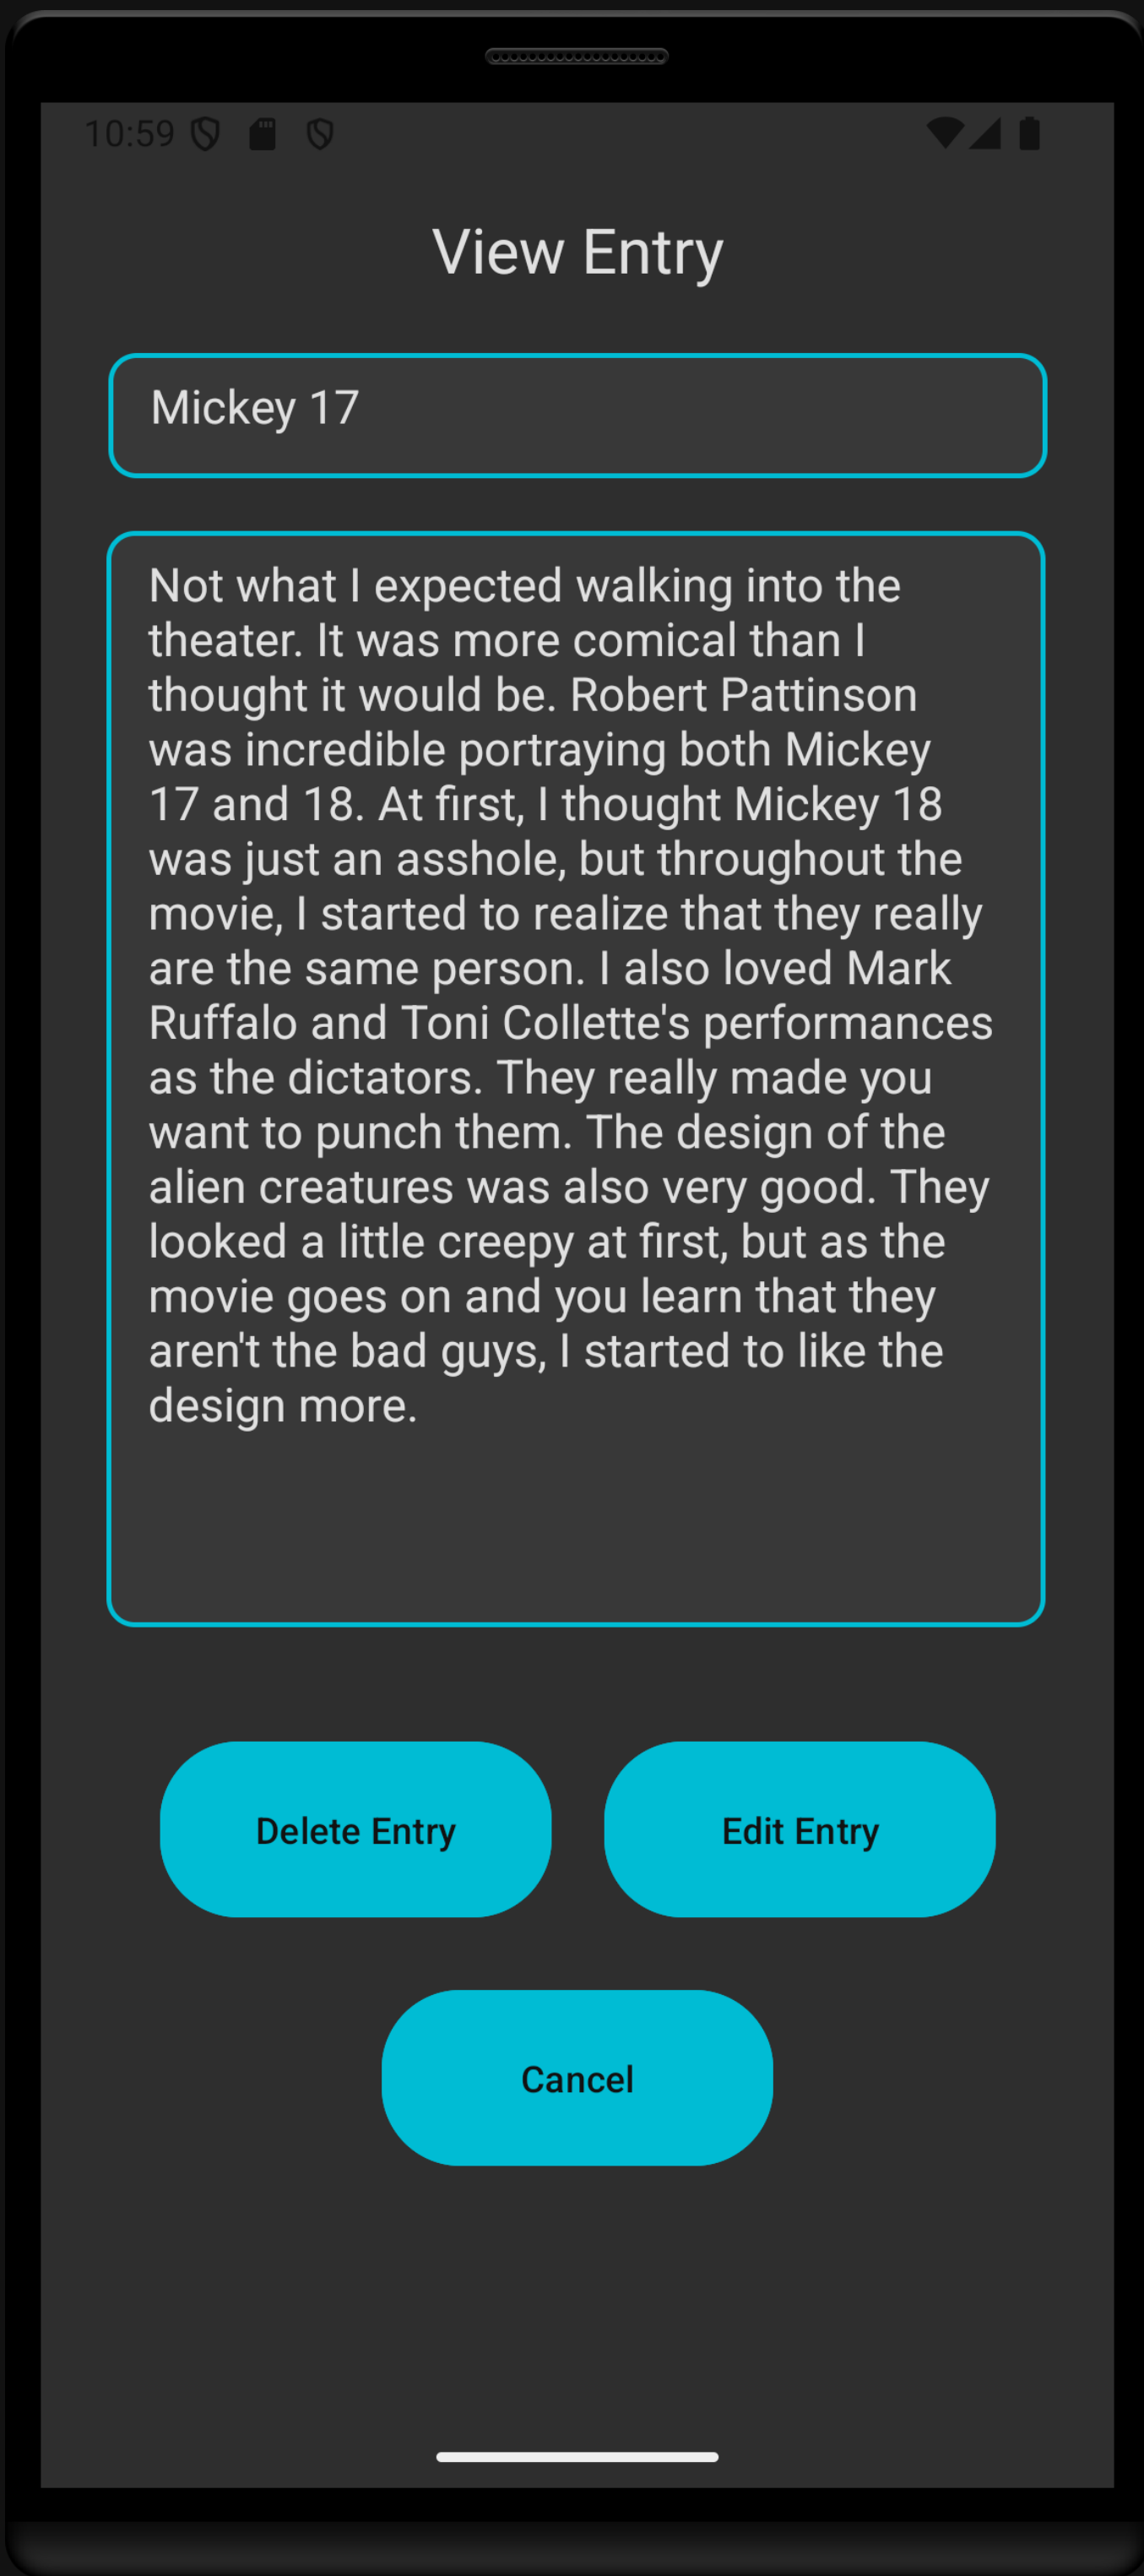 10:59
View Entry
Mickey 17
Not what I expected walking into the
theater. It was more comical than I
thought it would be. Robert Pattinson
was incredible portraying both Mickey
17 and 18. At first, I thought Mickey 18
was just an asshole, but throughout the
movie, I started to realize that they really
are the same person. I also loved Mark
Ruffalo and Toni Collette's performances
as the dictators. They really made you
want to punch them. The design of the
alien creatures was also very good. They
looked a little creepy at first, but as the
movie goes on and you learn that they
aren't the bad guys, I started to like the
design more.
Delete Entry
Edit Entry
Cancel